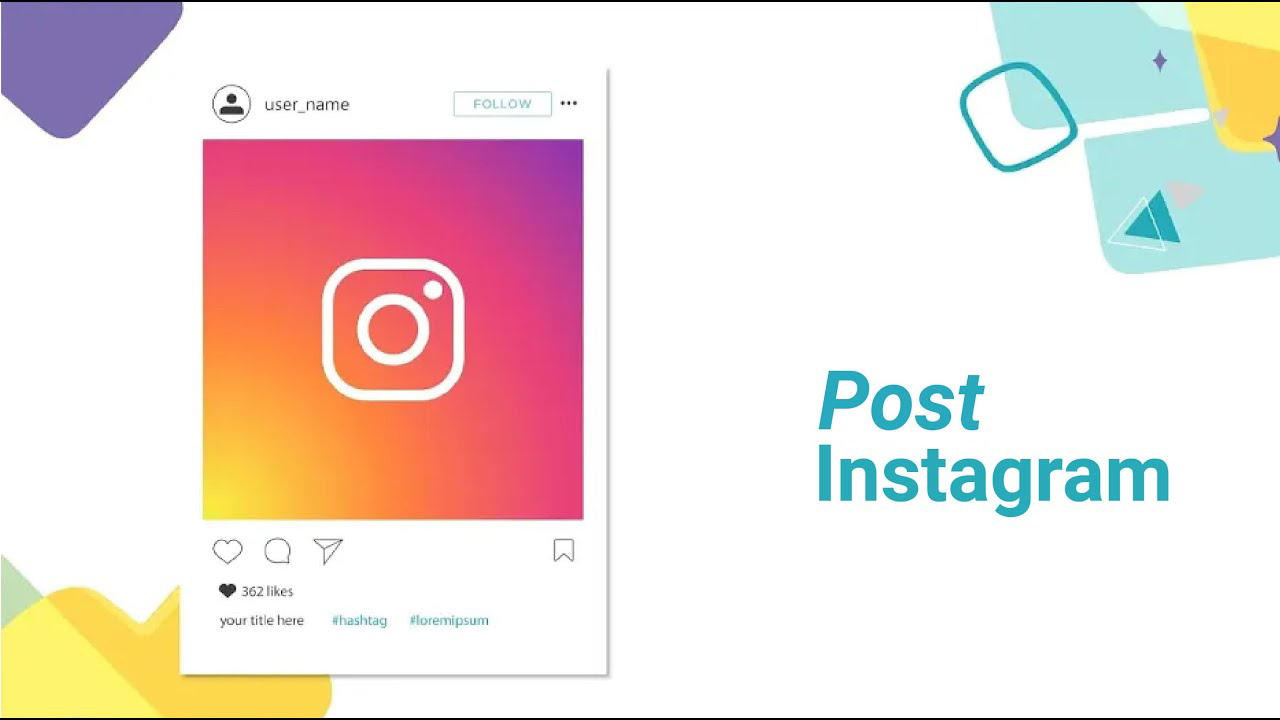 user_name
FOLLOW
362 likes
your title here #hashtag #loremipsum
Post
Instagram